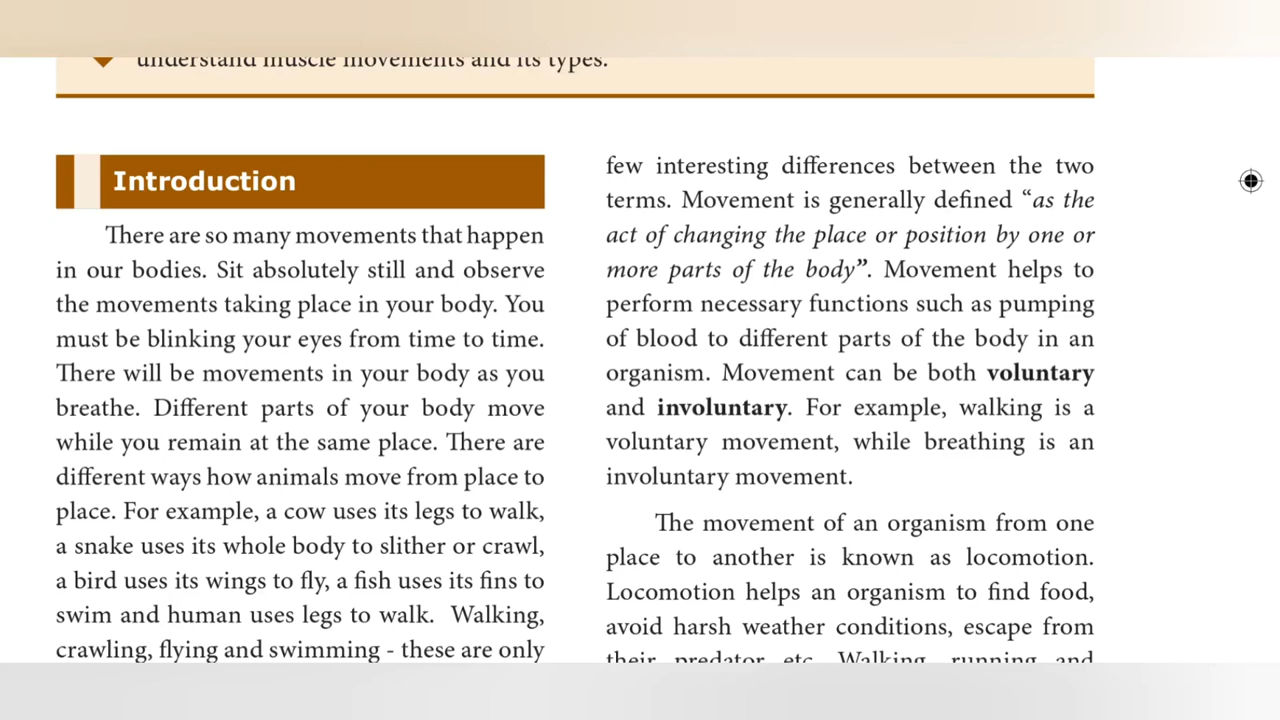 understand muscle movements and its types.
Introduction
There are so many movements that happen
in our bodies. Sit absolutely still and observe
the movements taking place in your body. You
must be blinking your eyes from time to time.
There will be movements in your body as you
breathe. Different parts of your body move
while you remain at the same place. There are
different ways how animals move from place to
place. For example, a cow uses its legs to walk,
a snake uses its whole body to slither or crawl,
a bird uses its wings to fly, a fish uses its fins to
swim and human uses legs to walk. Walking,
crawling, flying and swimming - these are only
few interesting differences between the two
terms. Movement is generally defined “as the
act of changing the place or position by one or
more parts of the body”. Movement helps to
perform necessary functions such as pumping
of blood to different parts of the body in an
organism. Movement can be both voluntary
and involuntary. For example, walking is a
voluntary movement, while breathing is an
involuntary movement.
The movement of an organism from one
place to another is known as locomotion.
Locomotion helps an organism to find food,
avoid harsh weather conditions, escape from
their predator etc. Walking, running and